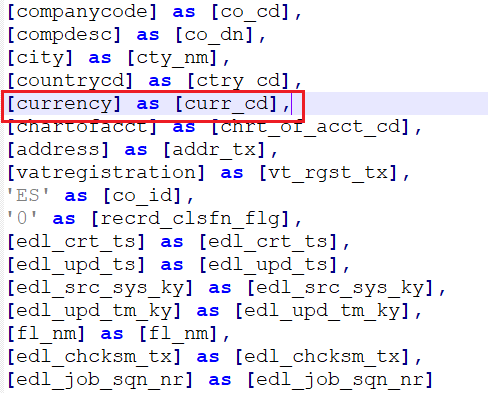 [companycode] as [co_cd],
[compdesc] as [co_dn],
[city] as [cty_nm],
[countrycd] as [ctry_cd],
[currency] as [curr_cd],
[chartofacct] as [chrt_of_acct_cd],
[address] as [addr_tx],
[vatregistration] as [vt_rgst_tx],
'ES' as [co_id],
'0' as [recrd_clsfn_flg],
[edl_crt_ts] as [edl_crt_ts],
[edl_upd_ts] as [edl_upd_ts],
[edl_src_sys_ky] as [edl_src_sys_ky],
[edl_upd_tm_ky] as [edl_upd_tm_ky],
[fl_nm] as [fl_nm],
[edl_chcksm_tx] as [edl_chcksm_tx],
[edl_job_sqn_nr] as [edl_job_sqn_nr]